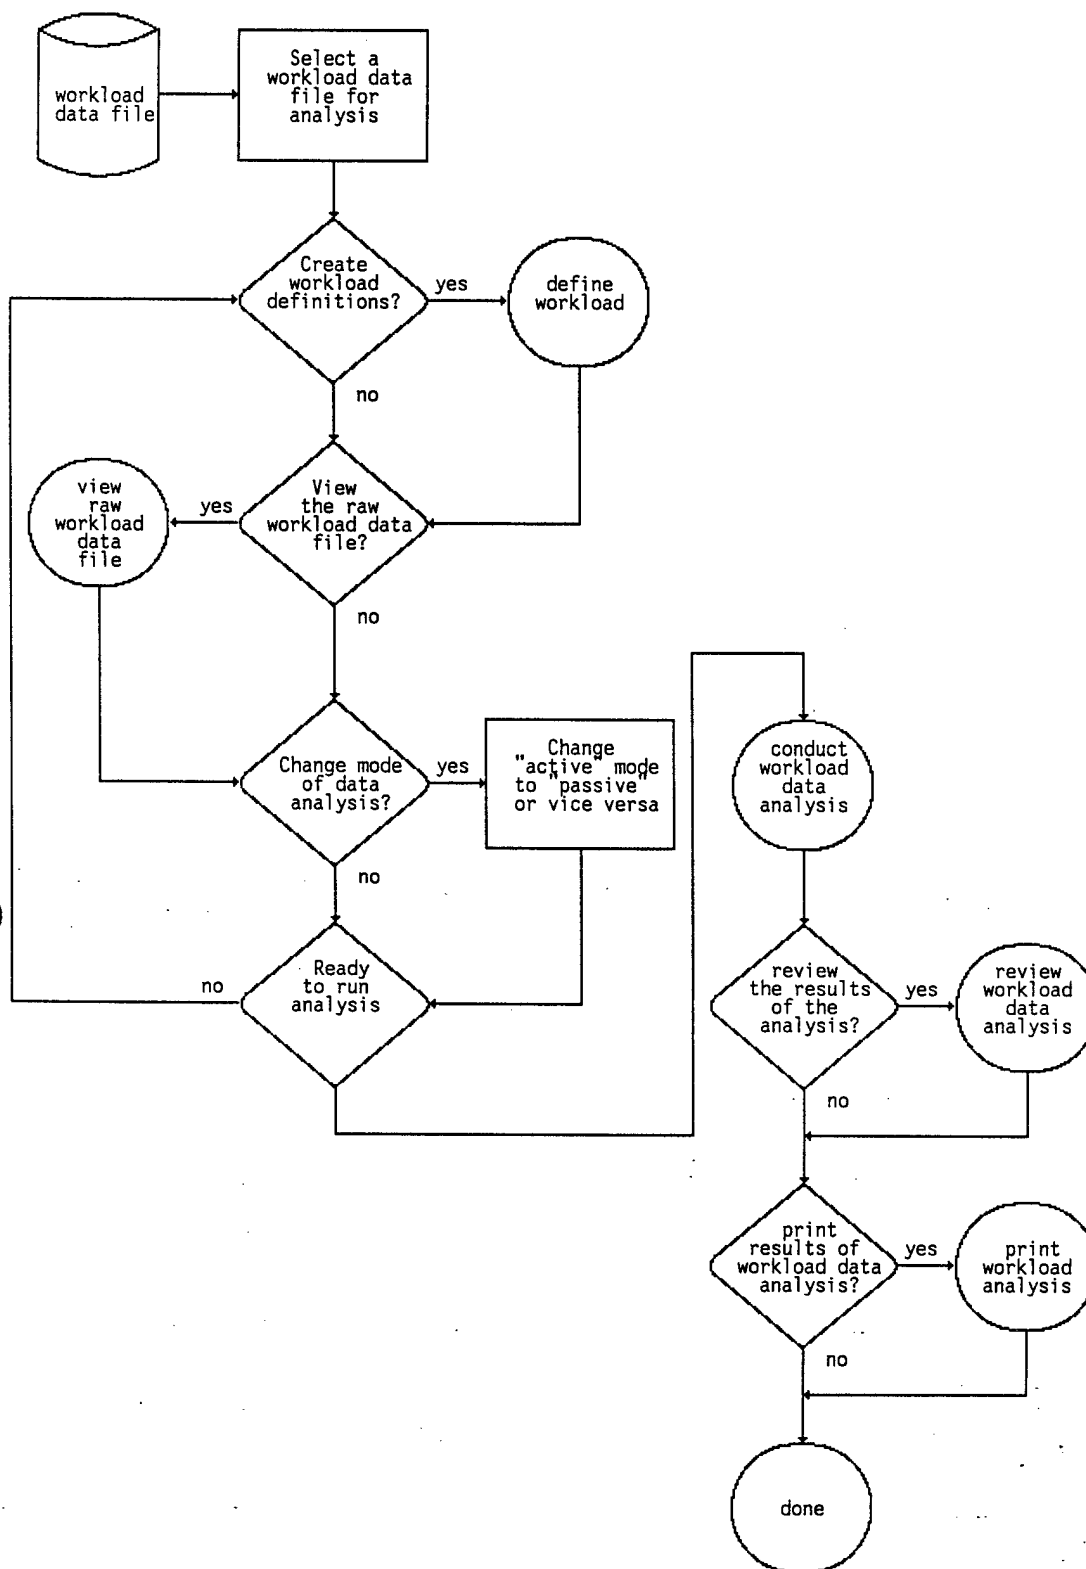 workload
data file
Select a
workload data
file for
analysis
Create
workload
definitions?
yes
define
workload
no
view
raw
workload
data
file
yes
View
the raw
workload data
file?
no
Change mode
of data
analysis?
yes
Change
"active" mode
to "passive"
or vice versa
no
Ready
to run
analysis
no
conduct
workload
data
analysis
review
the results
of the
analysis?
yes
review
workload
data
analysis
no
print
results of
workload data
analysis?
yes
print
workload
analysis
no
done